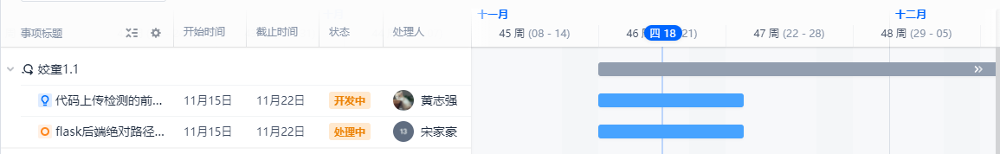 十一月 十二月
事项标题 开始时间 截止时间 状态 处理人 45 周 (08 - 14) 46 四 18 21) 47 周 (22 - 28) 48 周 (29 - 05)
姣童1.1
代码上传检测的前... 11月15日 11月22日 开发中 黄志强
flask后端绝对路径... 11月15日 11月22日 处理中 13 宋家豪